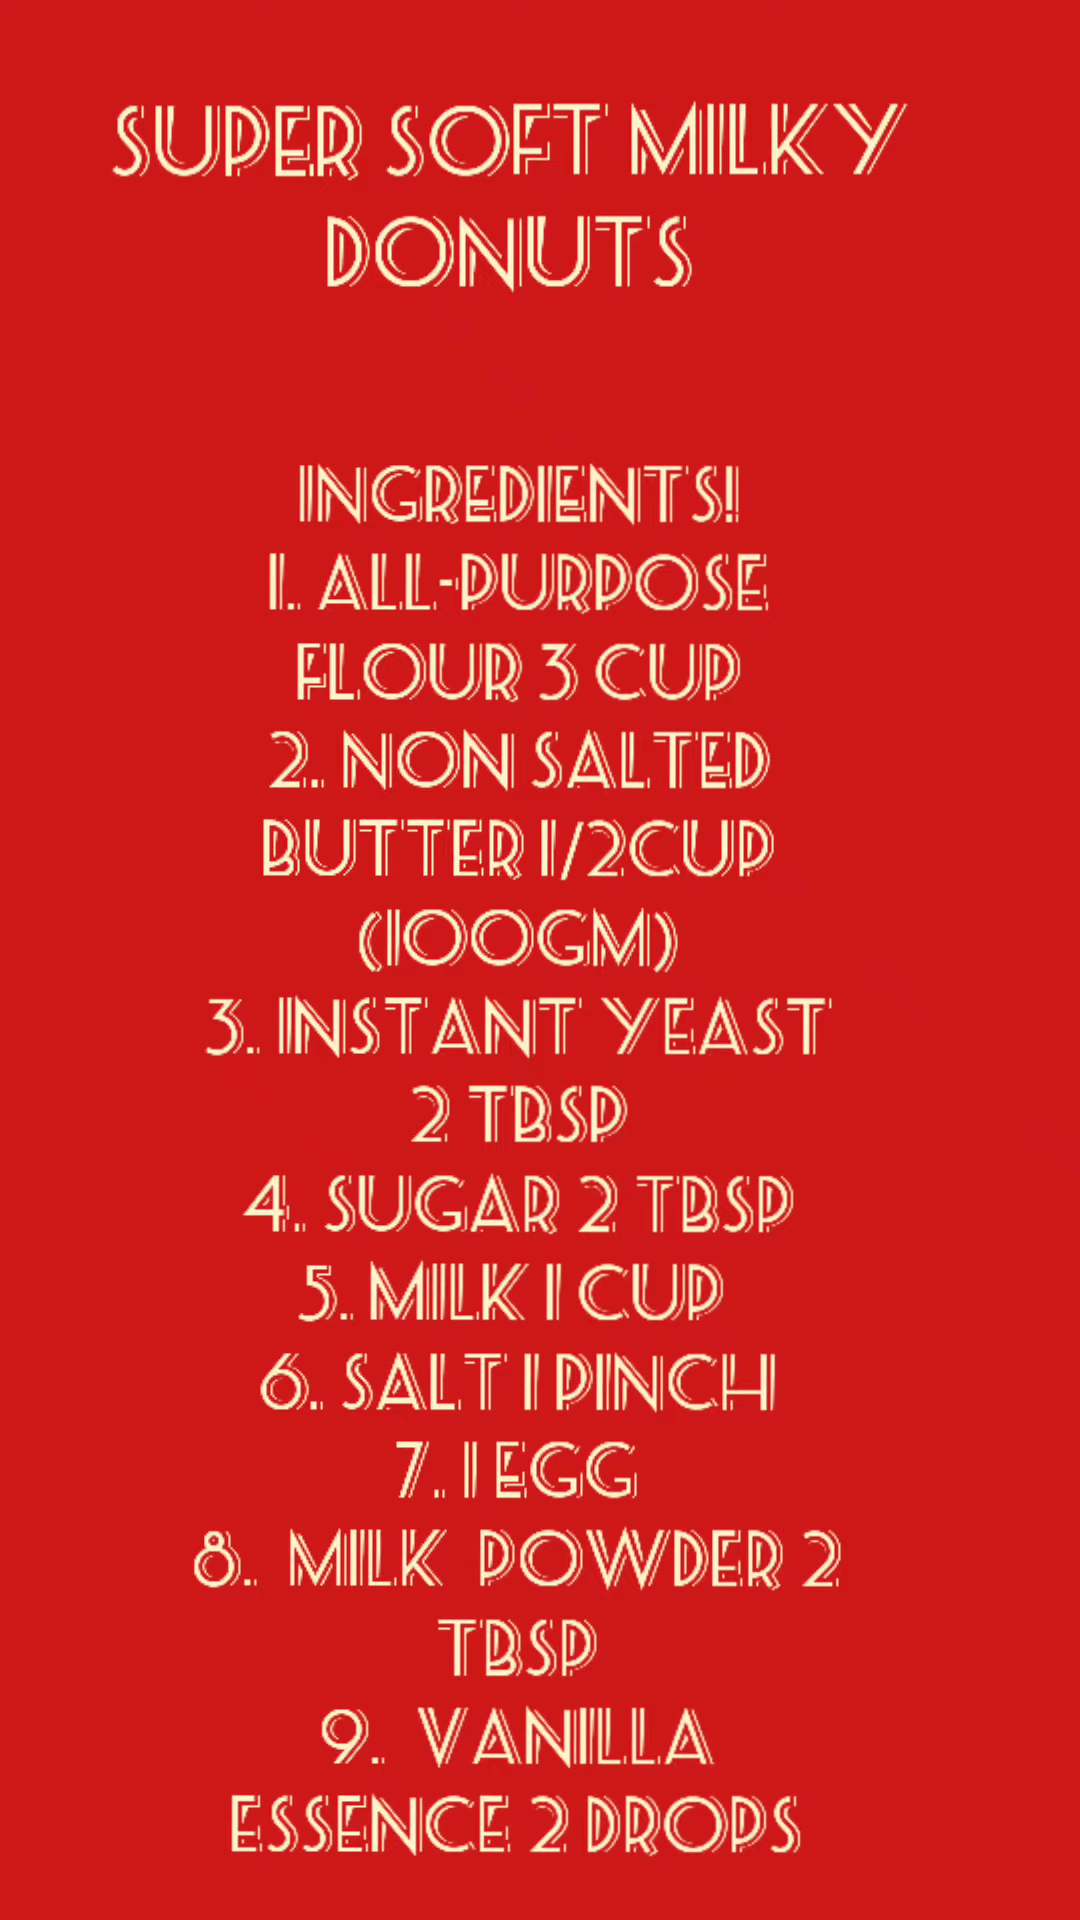 SUPER SOFT MILKY
DONUTS
INGREDIENTS!
1. ALL-PURPOSE
FLOUR 3 CUP
2. NON SALTED
BUTTER 1/2CUP
(100GM)
3. INSTANT YEAST
2 TBSP
4. SUGAR 2 TBSP
5. MILK 1 CUP
6. SALT 1 PINCH
7. 1 EGG
8. MILK POWDER 2
TBSP
9. VANILLA
ESSENCE 2 DROPS